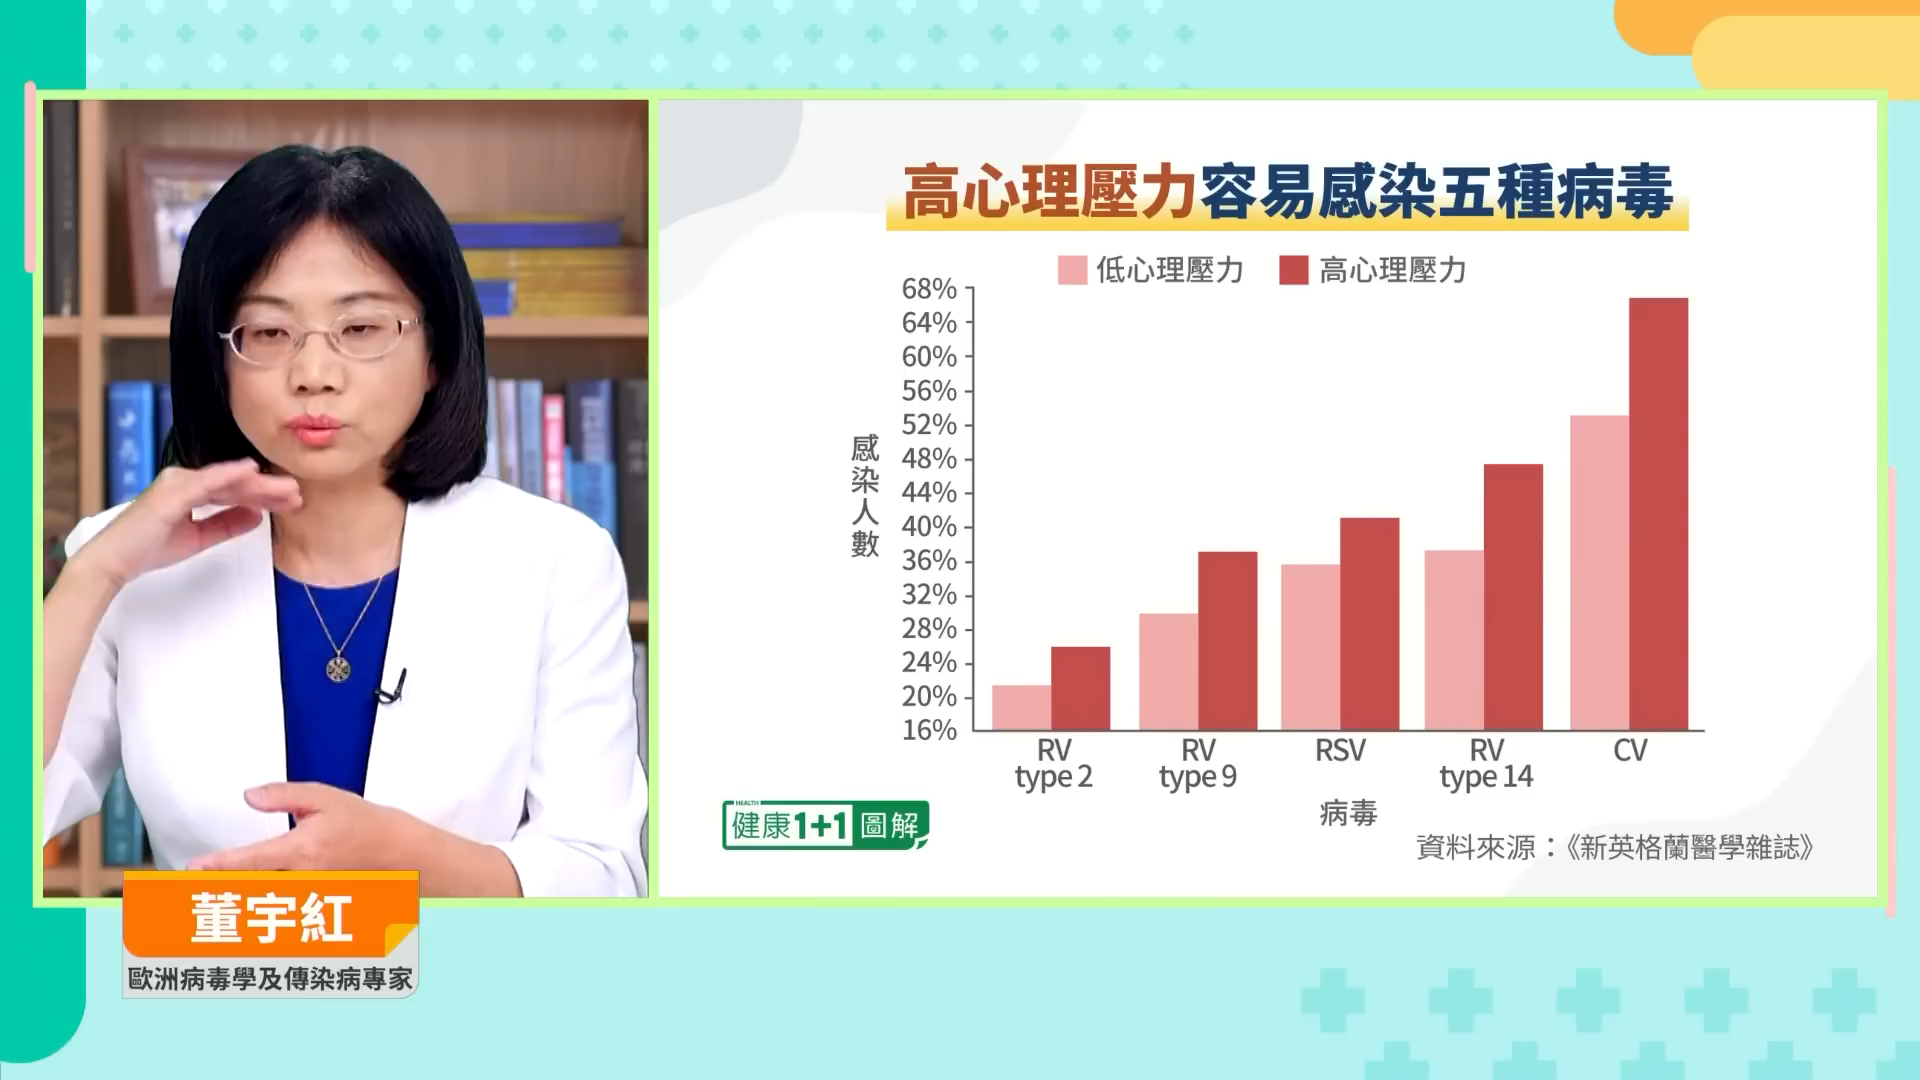 高心理壓力容易感染五種病毒
低心理壓力 高心理壓力
68%
64%
60%
56%
52%
48%
44%
40%
36%
32%
28%
24%
20%
16%
感染人數
RV type 2
RV type 9
RSV
RV type 14
CV
病毒
資料來源：《新英格蘭醫學雜誌》
HEALTH
健康1+1 圖解
董宇紅
歐洲病毒學及傳染病專家